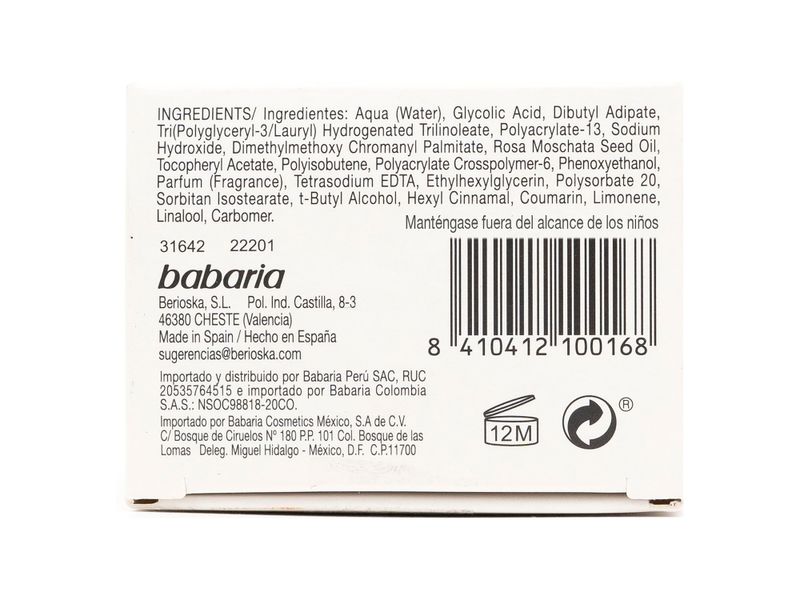 INGREDIENTS/ Ingredientes: Aqua (Water), Glycolic Acid, Dibutyl Adipate,
Tri(Polyglyceryl-3/Lauryl) Hydrogenated Trilinoleate, Polyacrylate-13, Sodium
Hydroxide, Dimethylmethoxy Chromanyl Palmitate, Rosa Moschata Seed Oil,
Tocopheryl Acetate, Polyisobutene, Polyacrylate Crosspolymer-6, Phenoxyethanol,
Parfum (Fragrance), Tetrasodium EDTA, Ethylhexylglycerin, Polysorbate 20,
Sorbitan Isostearate, t-Butyl Alcohol, Hexyl Cinnamal, Coumarin, Limonene,
Linalool, Carbomer.
Manténgase fuera del alcance de los niños
31642 22201
babaria
Berioska, S.L. Pol. Ind. Castilla, 8-3
46380 CHESTE (Valencia)
Made in Spain / Hecho en España
sugerencias@berioska.com
8 410412 100168
Importado y distribuido por Babaria Perú SAC, RUC
20535764515 e importado por Babaria Colombia
S.A.S.: NSOC98818-20CO.
Importado por Babaria Cosmetics México, S.A de C.V.
C/ Bosque de Ciruelos Nº 180 P.P. 101 Col. Bosque de las
Lomas Deleg. Miguel Hidalgo - México, D.F. C.P.11700
12M
®